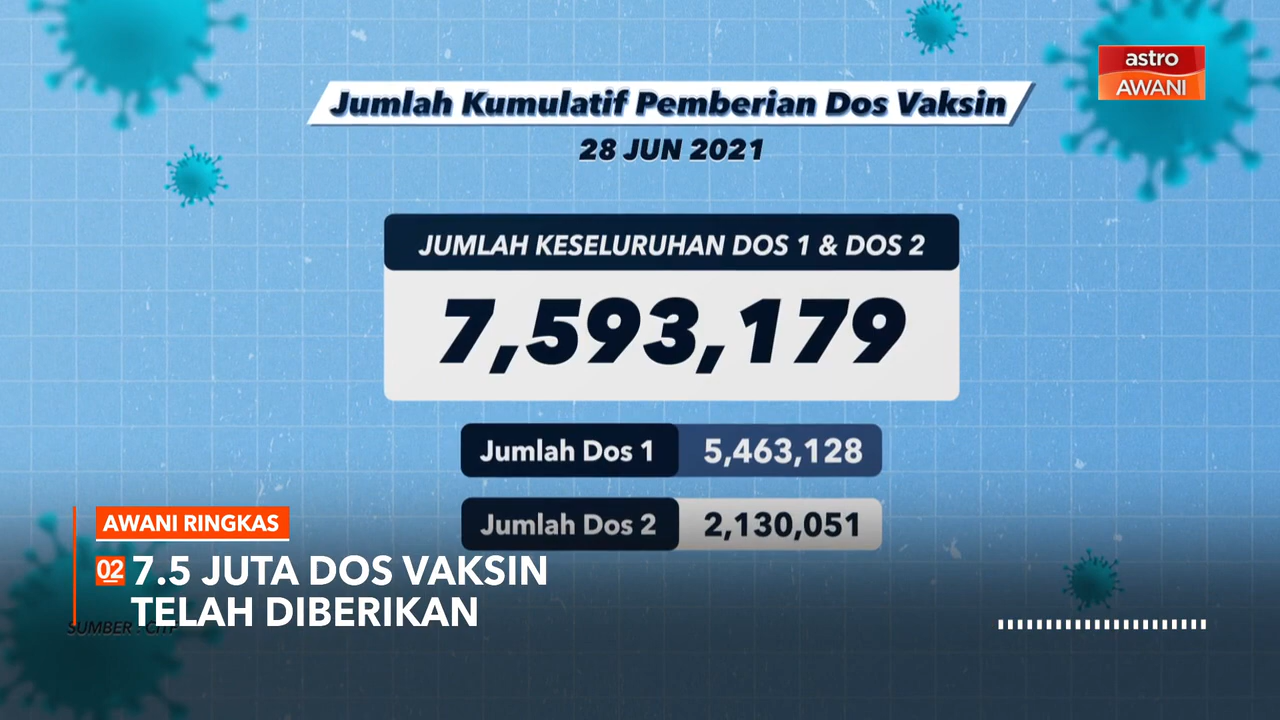 astro
AWANI
Jumlah Kumulatif Pemberian Dos Vaksin
28 JUN 2021
JUMLAH KESELURUHAN DOS 1 & DOS 2
7,593,179
Jumlah Dos 1 5,463,128
Jumlah Dos 2 2,130,051
AWANI RINGKAS
02 7.5 JUTA DOS VAKSIN
TELAH DIBERIKAN
SUMBER :